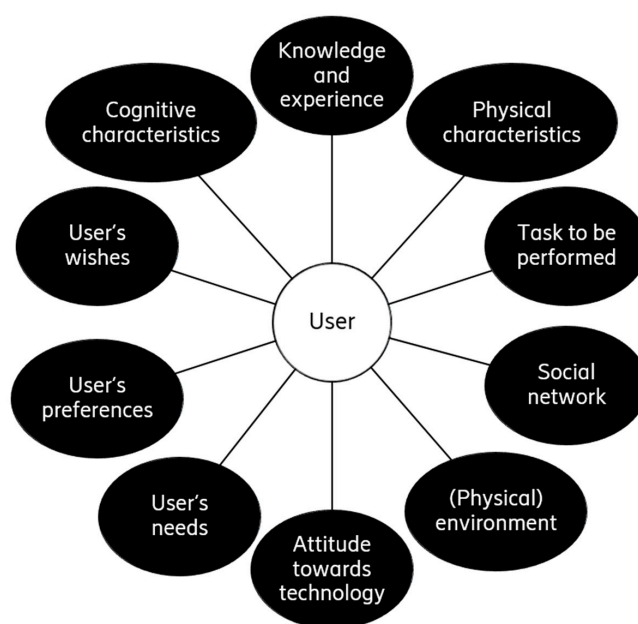 Knowledge
and
experience
Cognitive
characteristics
Physical
characteristics
User's
wishes
Task to be
performed
User
User's
preferences
Social
network
User's
needs
(Physical)
environment
Attitude
towards
technology